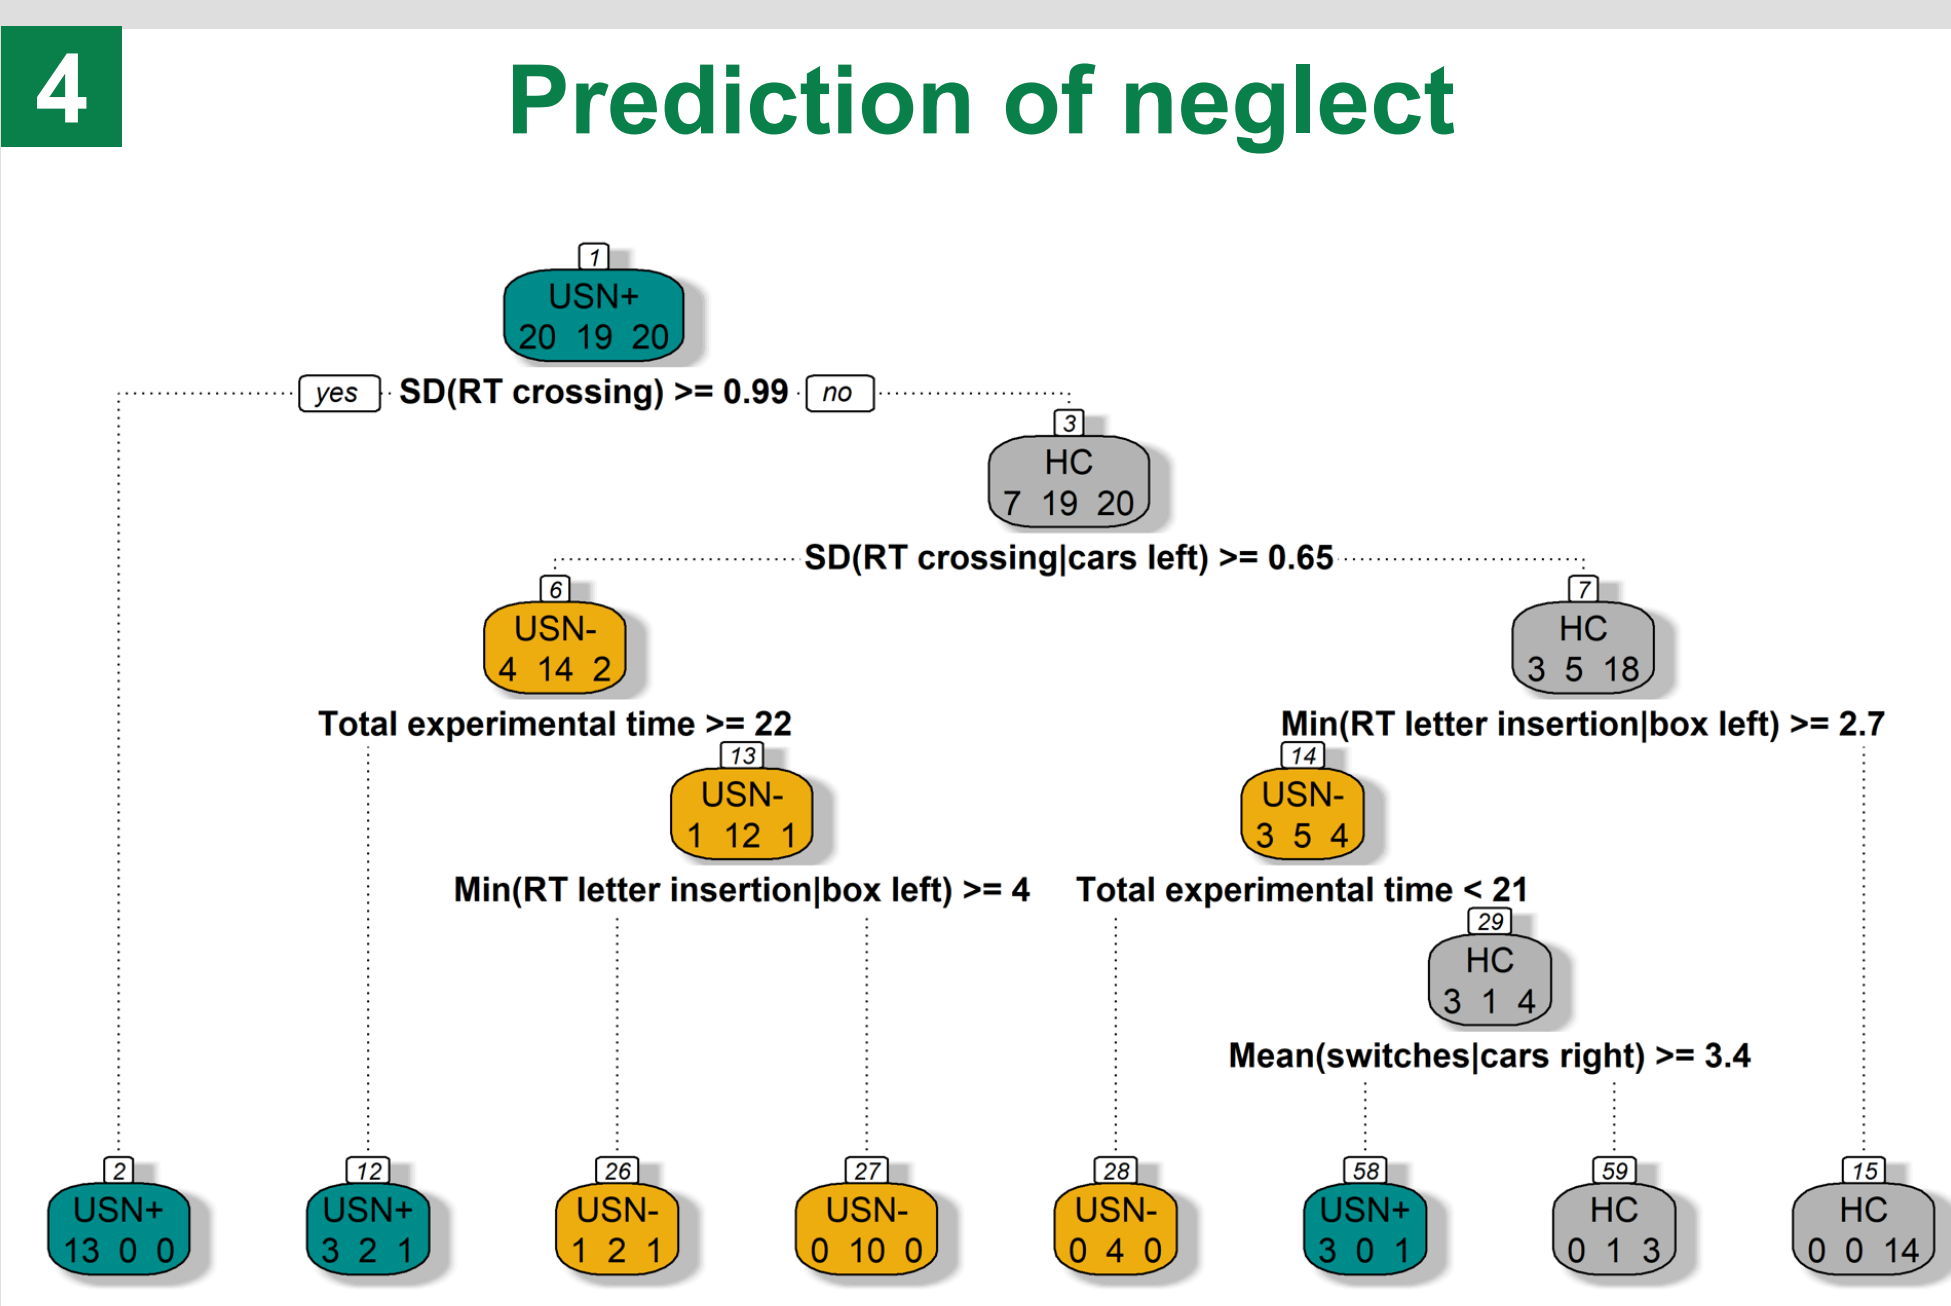 4
Prediction of neglect
1
USN+
20 19 20
yes SD(RT crossing) >= 0.99 no
3
HC
7 19 20
SD(RT crossing|cars left) >= 0.65
6
USN-
4 14 2
7
HC
3 5 18
Total experimental time >= 22
Min(RT letter insertion|box left) >= 2.7
13
USN-
1 12 1
14
USN-
3 5 4
Min(RT letter insertion|box left) >= 4
Total experimental time < 21
29
HC
3 1 4
Mean(switches|cars right) >= 3.4
2
USN+
13 0 0
12
USN+
3 2 1
26
USN-
1 2 1
27
USN-
0 10 0
28
USN-
0 4 0
58
USN+
3 0 1
59
HC
0 1 3
15
HC
0 0 14